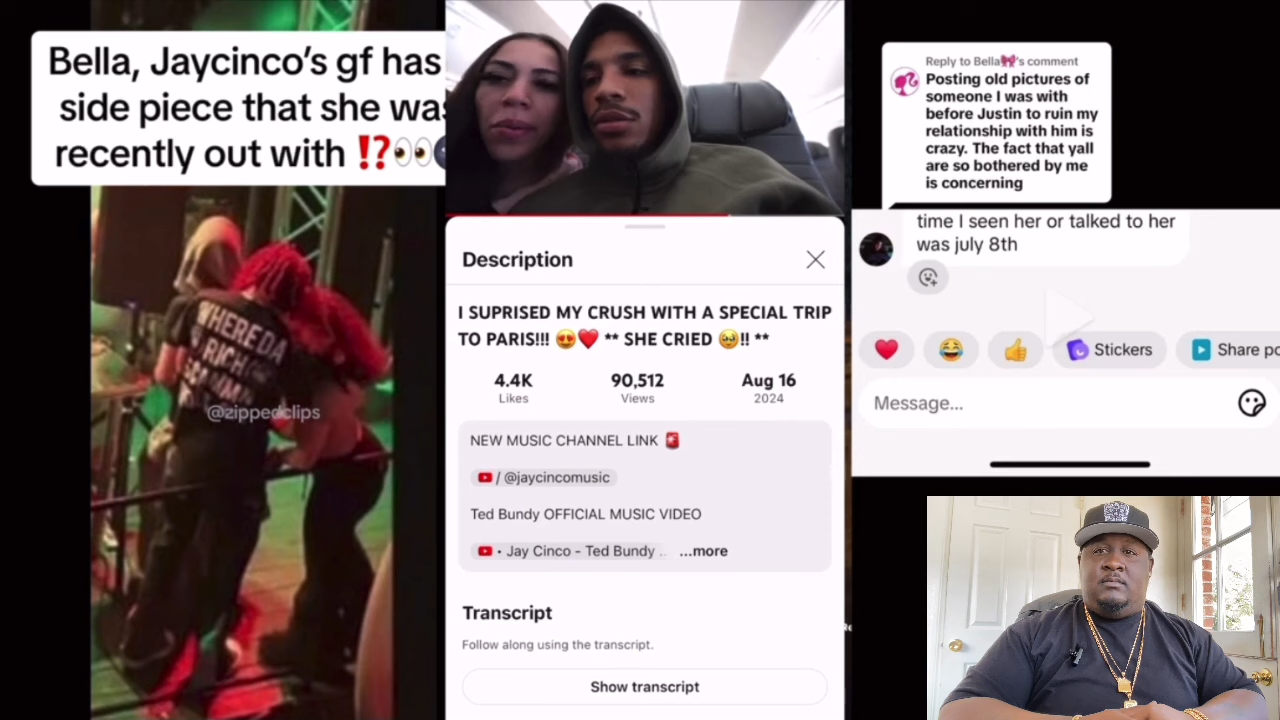 Bella, Jaycinco’s gf has
side piece that she was
recently out with ⁉️👀
WHERE DA
RICH
@zippedclips
Description
I SUPRISED MY CRUSH WITH A SPECIAL TRIP
TO PARIS!!! 😍❤️ ** SHE CRIED 🥹!! **
4.4K
Likes
90,512
Views
Aug 16
2024
NEW MUSIC CHANNEL LINK 🚨
/ @jaycincomusic
Ted Bundy OFFICIAL MUSIC VIDEO
• Jay Cinco - Ted Bundy ..
...more
Transcript
Follow along using the transcript.
Show transcript
Reply to Bella🎀's comment
Posting old pictures of
someone I was with
before Justin to ruin my
relationship with him is
crazy. The fact that yall
are so bothered by me
is concerning
time I seen her or talked to her
was july 8th
Stickers
Share po
Message...